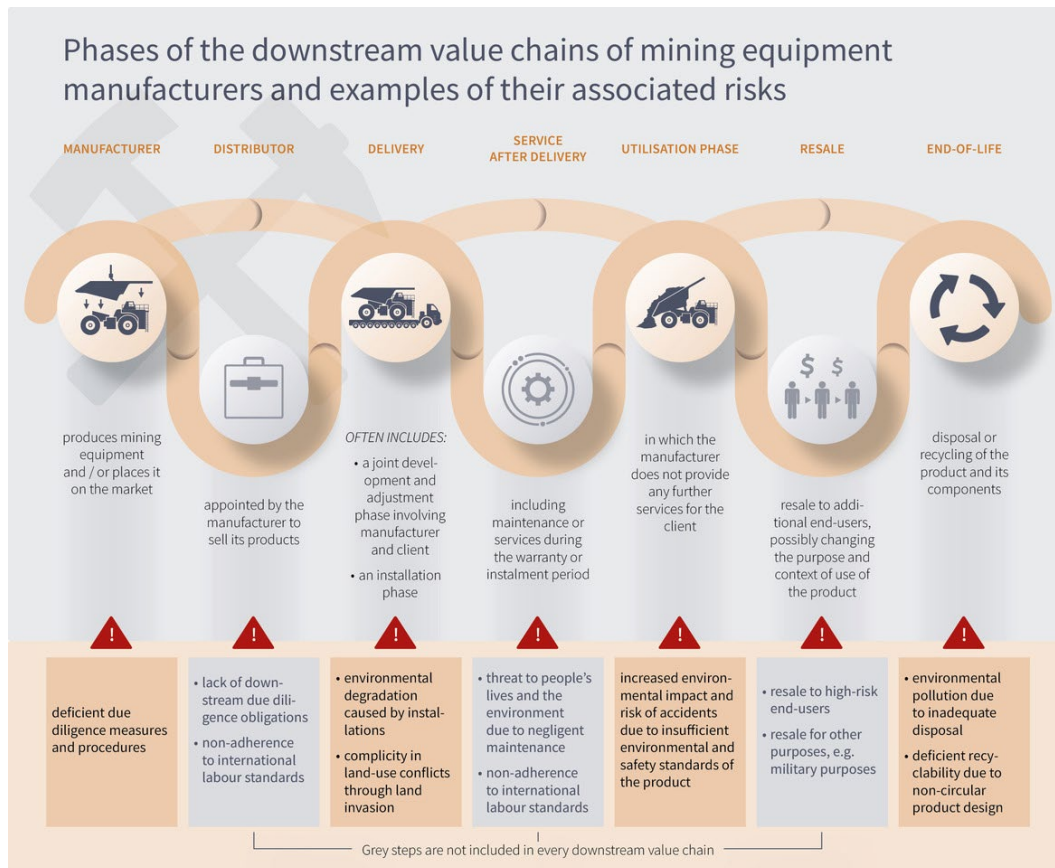 Phases of the downstream value chains of mining equipment
manufacturers and examples of their associated risks
MANUFACTURER
DISTRIBUTOR
DELIVERY
SERVICE
AFTER DELIVERY
UTILISATION PHASE
RESALE
END-OF-LIFE
produces mining
equipment
and / or places it
on the market
appointed by the
manufacturer to
sell its products
OFTEN INCLUDES:
• a joint devel-
opment and
adjustment
phase involving
manufacturer
and client
• an installation
phase
including
maintenance or
services during
the warranty or
instalment period
in which the
manufacturer
does not provide
any further
services for the
client
$ $
resale to addi-
tional end-users,
possibly changing
the purpose and
context of use of
the product
disposal or
recycling of the
product and its
components
!
!
!
!
!
!
!
deficient due
diligence measures
and procedures
• lack of down-
stream due dili-
gence obligations
• non-adherence
to international
labour standards
• environmental
degradation
caused by instal-
lations
• complicity in
land-use conflicts
through land
invasion
• threat to people's
lives and the
environment
due to negligent
maintenance
• non-adherence
to international
labour standards
increased environ-
mental impact and
risk of accidents
due to insufficient
environmental and
safety standards of
the product
• resale to high-risk
end-users
• resale for other
purposes, e.g.
military purposes
• environmental
pollution due
to inadequate
disposal
• deficient recy-
clability due to
non-circular
product design
Grey steps are not included in every downstream value chain